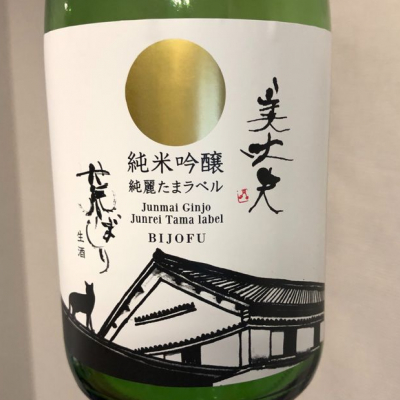 美丈夫
純米吟醸
純麗たまラベル
Junmai Ginjo
Junrei Tama label
BIJOFU
荒ばしり
生酒